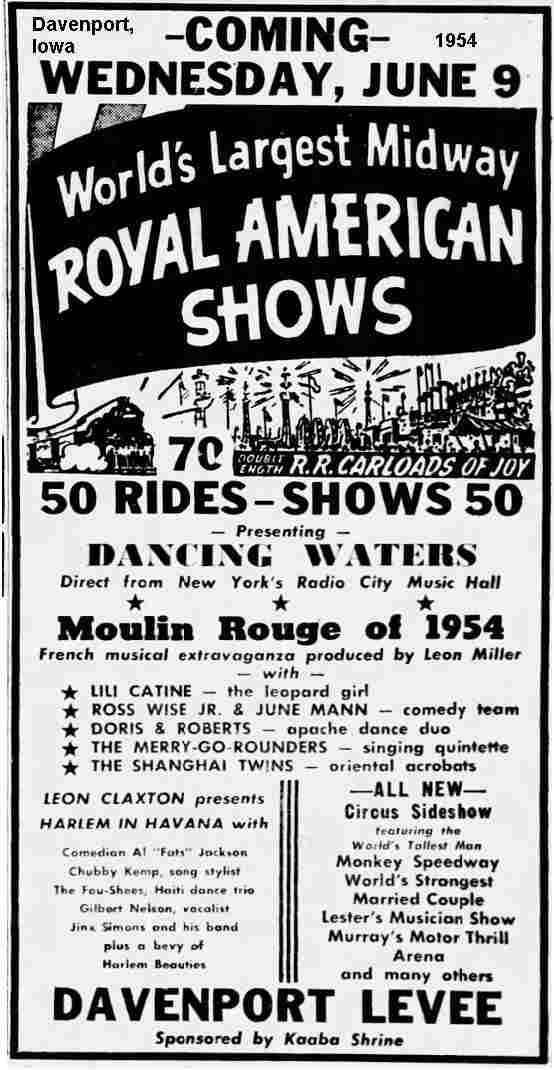 Davenport,
Iowa
1954
-COMING-
WEDNESDAY, JUNE 9
World's Largest Midway
ROYAL AMERICAN
SHOWS
70 DOUBLE LENGTH R.R. CARLOADS OF JOY
50 RIDES - SHOWS 50
- Presenting -
DANCING WATERS
Direct from New York's Radio City Music Hall
★ ★ ★
Moulin Rouge of 1954
French musical extravaganza produced by Leon Miller
- with -
★ LILI CATINE - the leopard girl
★ ROSS WISE JR. & JUNE MANN - comedy team
★ DORIS & ROBERTS - apache dance duo
★ THE MERRY-GO-ROUNDERS - singing quintette
★ THE SHANGHAI TWINS - oriental acrobats
LEON CLAXTON presents
HARLEM IN HAVANA with
Comedian Al "Fats" Jackson
Chubby Kemp, song stylist
The Fou-Shees, Haiti dance trio
Gilbert Nelson, vocalist
Jinx Simons and his band
plus a bevy of
Harlem Beauties
—ALL NEW—
Circus Sideshow
featuring the
World's Tallest Man
Monkey Speedway
World's Strangest
Married Couple
Lester's Musician Show
Murray's Motor Thrill
Arena
and many others
DAVENPORT LEVEE
Sponsored by Kaaba Shrine